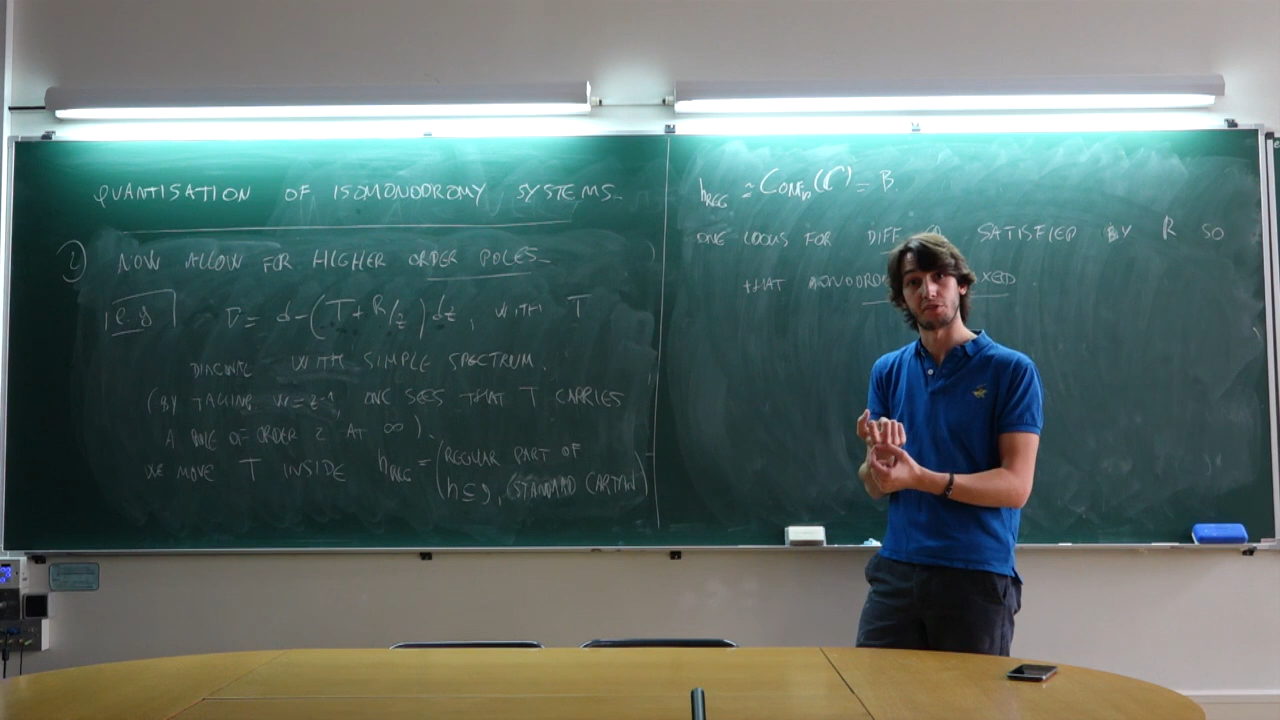 QUANTISATION OF ISOMONODROMY SYSTEMS
2) NOW ALLOW FOR HIGHER ORDER POLES
e.g ∇ = d - (T + R/z) dz, WITH T
WITH SIMPLE SPECTRUM.
(BY TAKING w = z^-1, ONE SEES THAT T CARRIES
A POLE OF ORDER 2 AT ∞).
WE MOVE T INSIDE h_REG = (REGULAR PART OF
h ⊆ g, (STANDARD CARTAN)
h_REG ≃ Conf_n(C) = B.
ONE LOOKS FOR DIFF SATISFIED BY R SO
THAT MONODRO XED